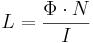 L = \frac{\Phi \cdot N}{I}